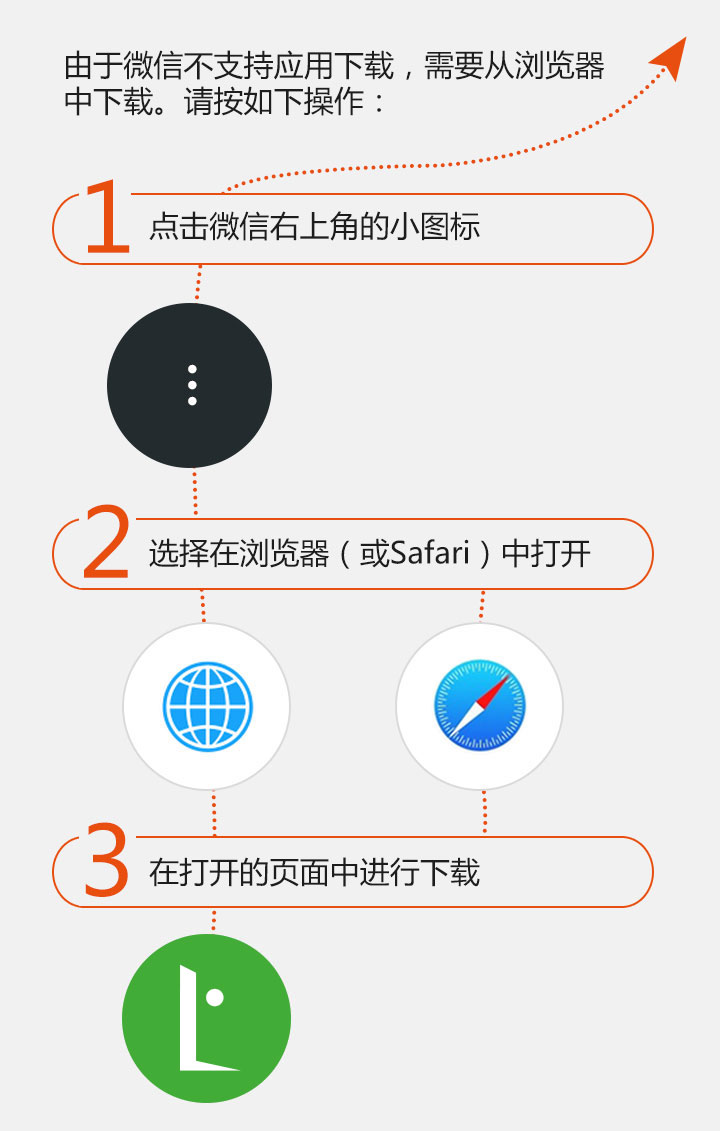 由于微信不支持应用下载，需要从浏览器
中下载。请按如下操作：
1 点击微信右上角的小图标
2 选择在浏览器（或Safari）中打开
3 在打开的页面中进行下载